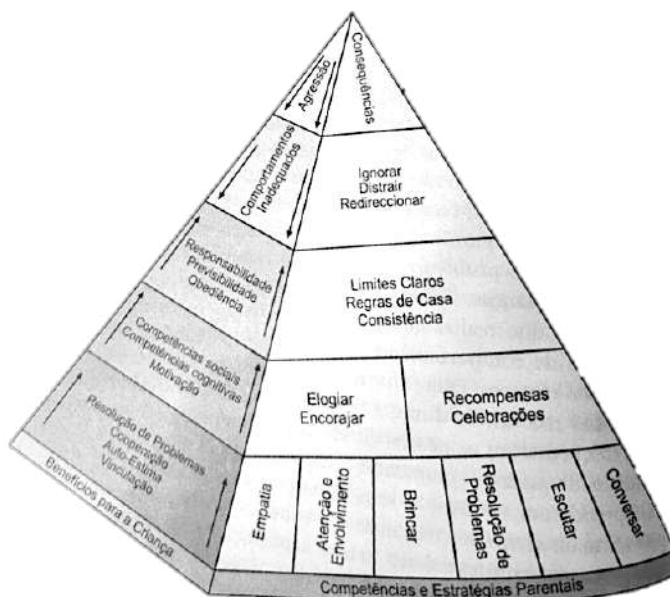 Agressão
Consequências
Comportamentos
Inadequados
Ignorar
Distrair
Redireccionar
Responsabilidade
Previsibilidade
Obediência
Limites Claros
Regras de Casa
Consistência
Competências sociais
Competências cognitivas
Motivação
Elogiar
Encorajar
Recompensas
Celebrações
Resolução de Problemas
Cooperação
Auto-Estima
Vinculação
Empatia
Atenção e
Envolvimento
Brincar
Resolução de
Problemas
Escutar
Conversar
Benefícios para a Criança
Competências e Estratégias Parentais